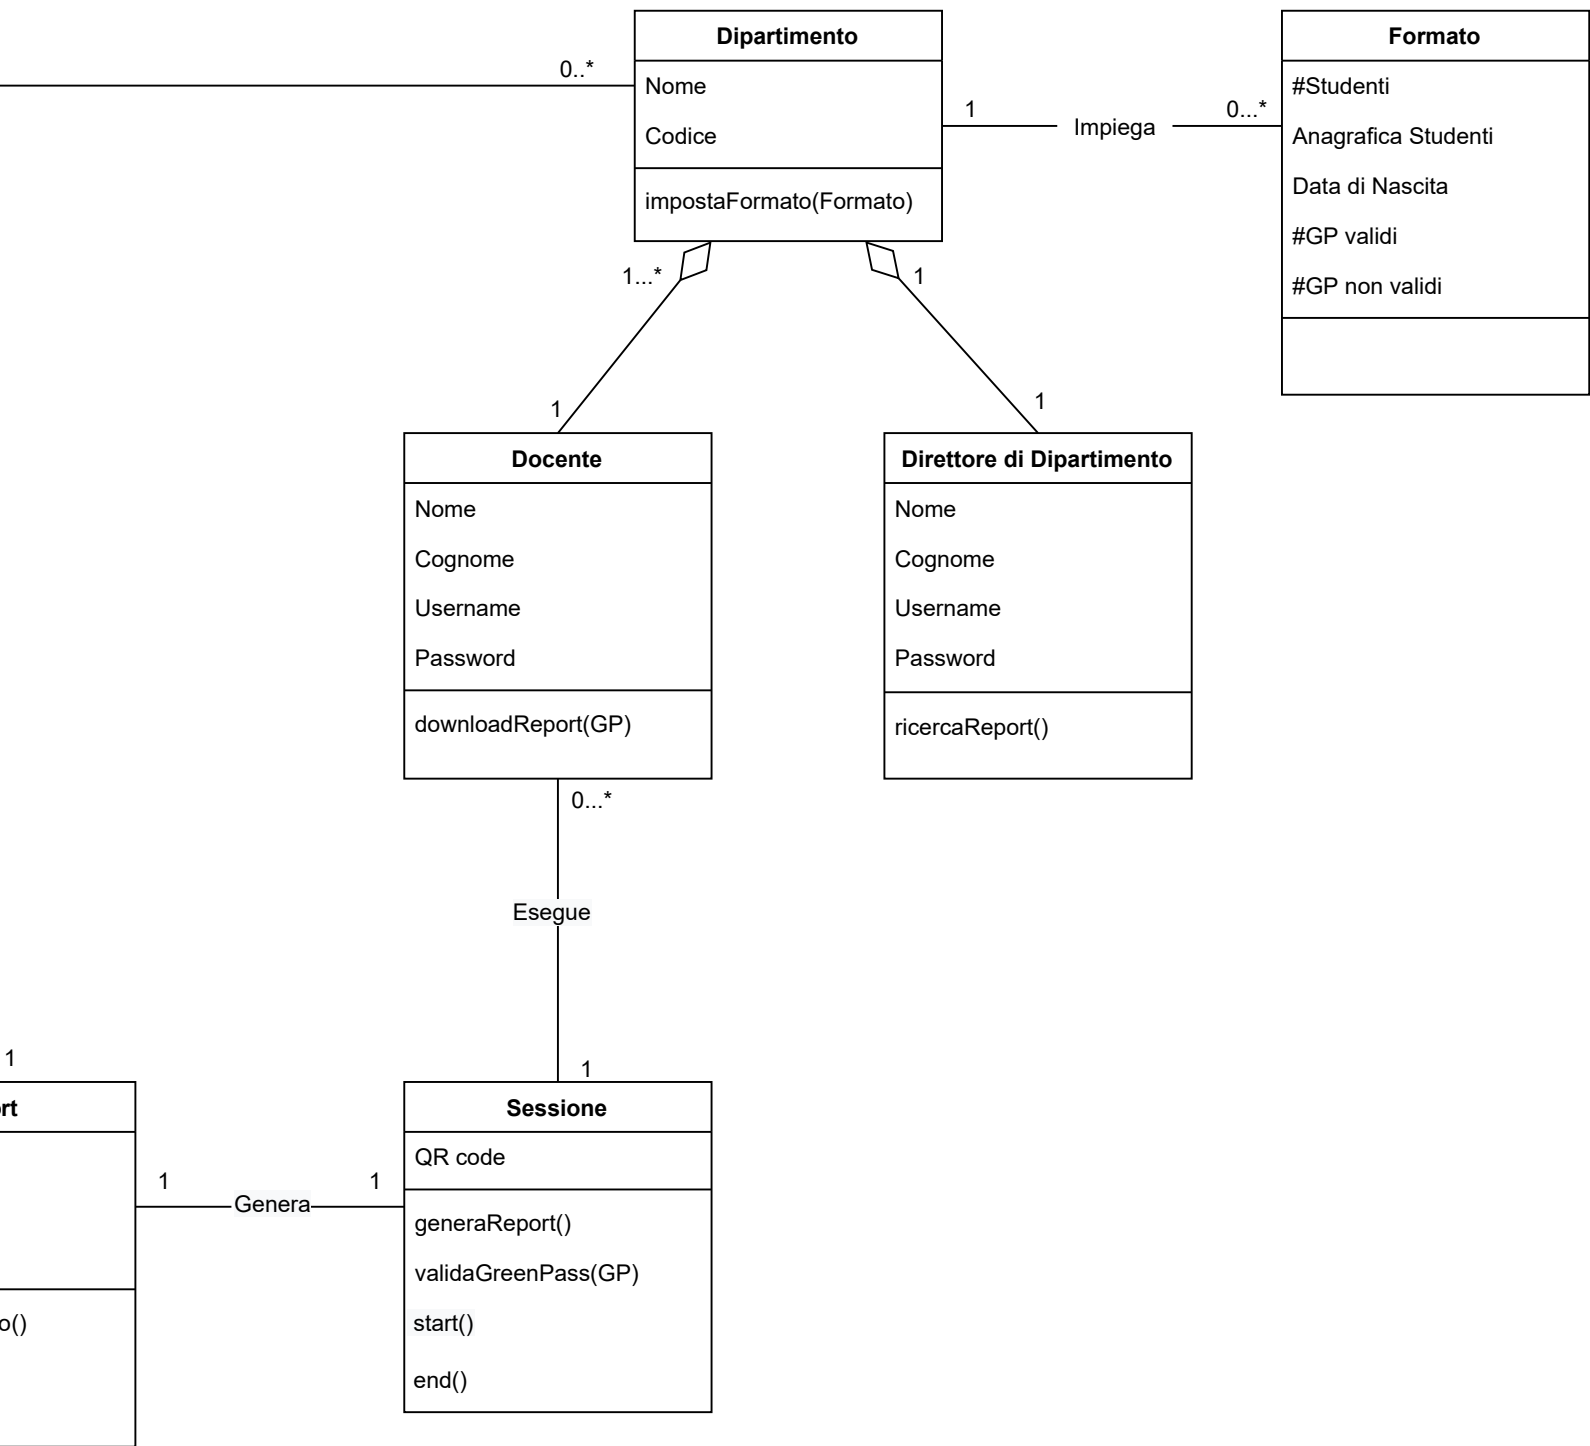 Dipartimento
Nome
Codice
impostaFormato(Formato)
0..*
1
Impiega
0...*
Formato
#Studenti
Anagrafica Studenti
Data di Nascita
#GP validi
#GP non validi
1...*
1
1
1
Docente
Nome
Cognome
Username
Password
downloadReport(GP)
Direttore di Dipartimento
Nome
Cognome
Username
Password
ricercaReport()
0...*
Esegue
1
1
rt
o()
1
Genera
1
Sessione
QR code
generaReport()
validaGreenPass(GP)
start()
end()